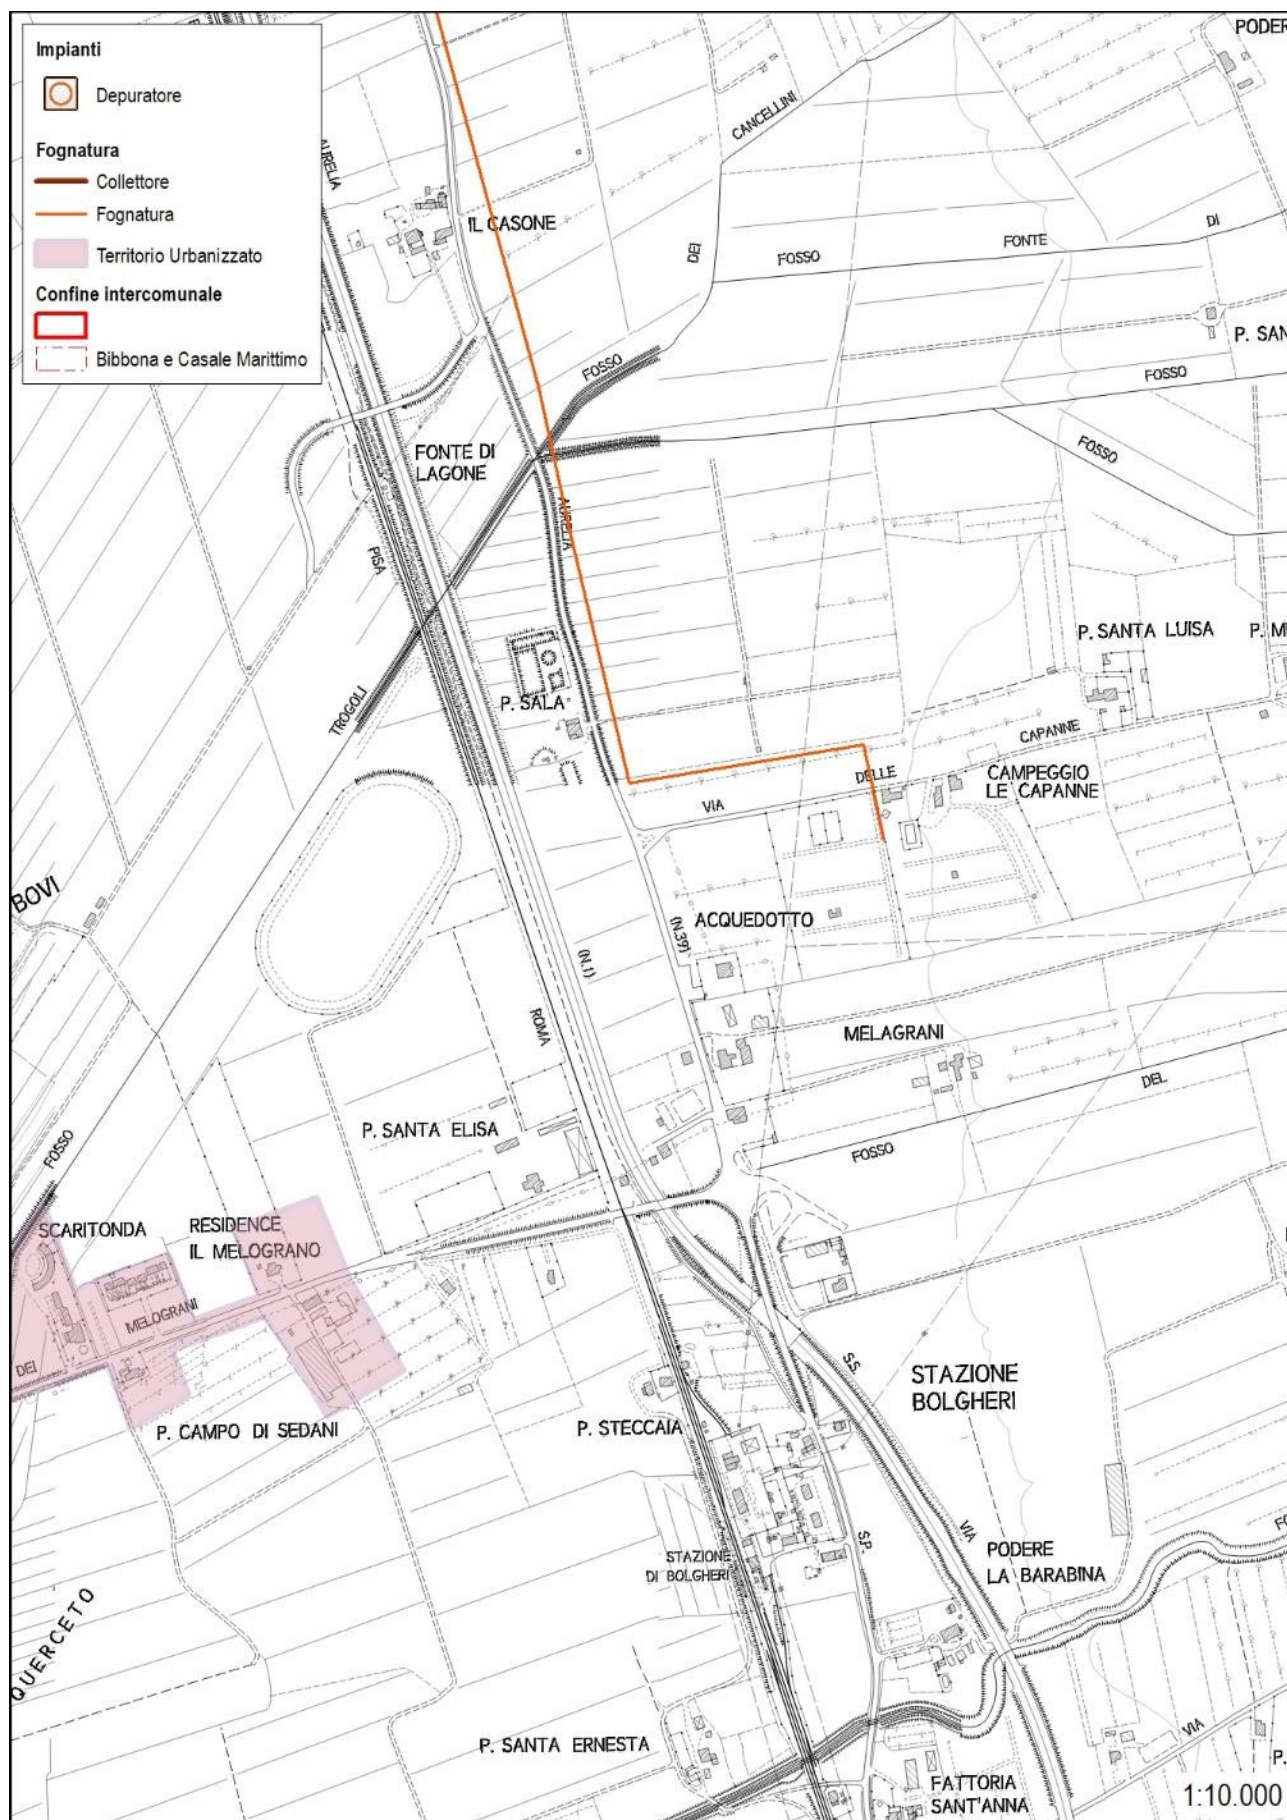 Impianti
Depuratore
Fognatura
Collettore
Fognatura
Territorio Urbanizzato
Confine intercomunale
Bibbona e Casale Marittimo
PODER
CANCELLINI
AURELIA
IL CASONE
DEI
FOSSO
FONTE
DI
P. SAN
FOSSO
FOSSO
FOSSO
FONTE DI
LAGONE
AURELIA
PISA
P. SANTA LUISA
P. M
TROGOLI
P. SALA
CAPANNE
DELLE
VIA
CAMPEGGIO
LE CAPANNE
BOVI
ACQUEDOTTO
(N.39)
(N.1)
ROMA
MELAGRANI
DEL
FOSSO
P. SANTA ELISA
FOSSO
SCARITONDA
RESIDENCE
IL MELOGRANO
MELOGRANI
DEI
S.S.
STAZIONE
BOLGHERI
P. CAMPO DI SEDANI
P. STECCAIA
VIA
S.P.
FO
STAZIONE
DI BOLGHERI
PODERE
LA BARABINA
QUERCETO
P. SANTA ERNESTA
VIA
P.
FATTORIA
SANT'ANNA
1:10.000